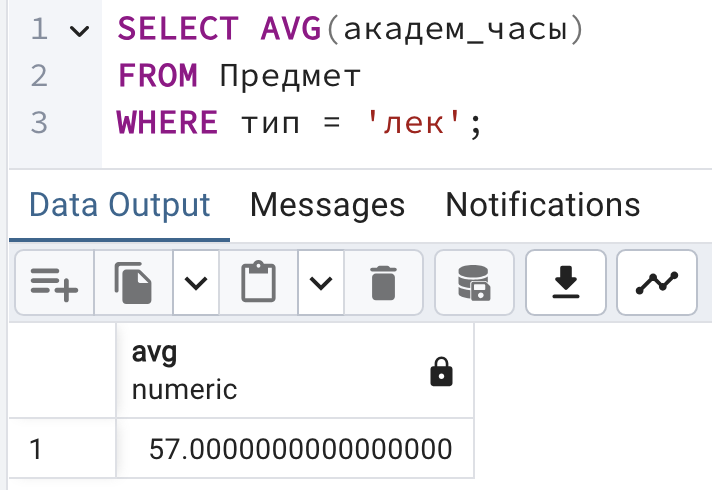 1 SELECT AVG(академ_часы)
2 FROM Предмет
3 WHERE тип = 'лек';
Data Output Messages Notifications
avg
numeric
1 57.0000000000000000